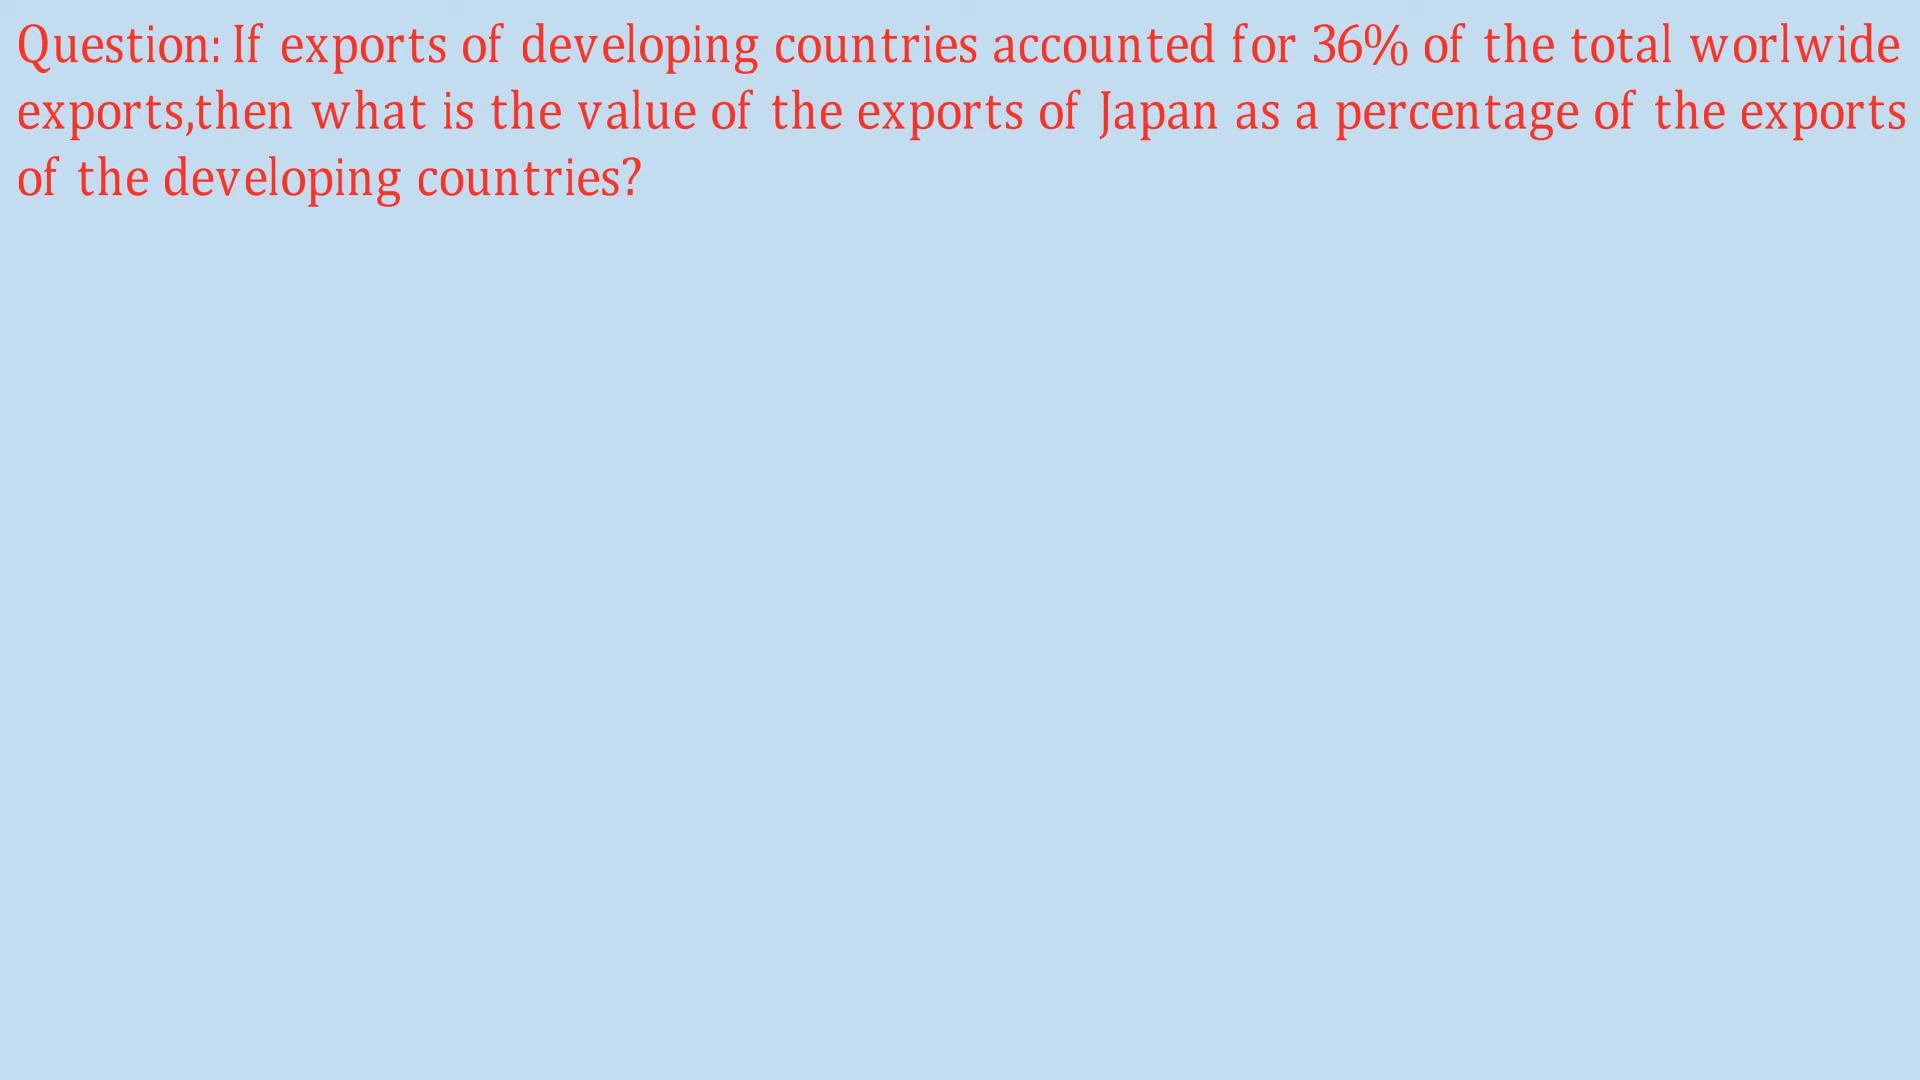 Question: If exports of developing countries accounted for 36% of the total worlwide
exports,then what is the value of the exports of Japan as a percentage of the exports
of the developing countries?